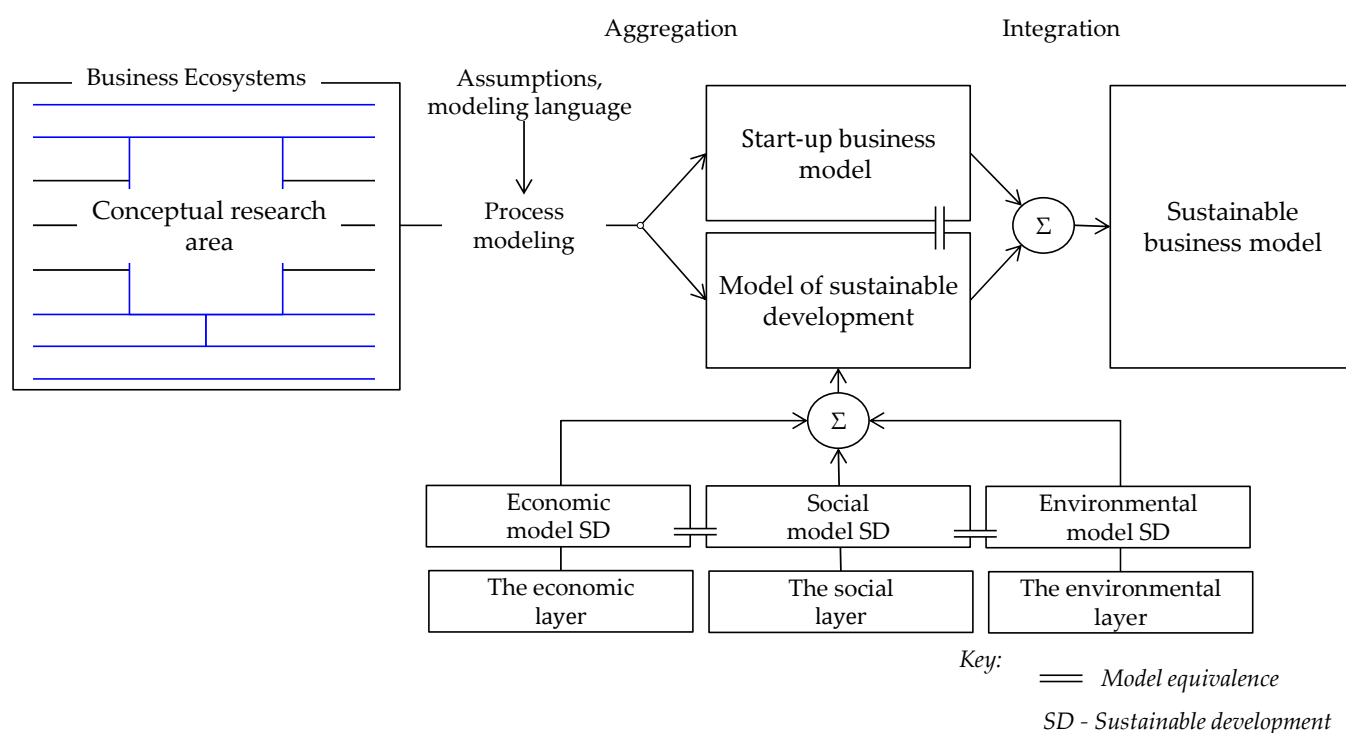 Aggregation
Integration
Business Ecosystems
Assumptions,
modeling language
Start-up business
model
Conceptual research
area
Process
modeling
Σ
Sustainable
business model
Model of sustainable
development
Σ
Economic
model SD
Social
model SD
Environmental
model SD
The economic
layer
The social
layer
The environmental
layer
Key:
Model equivalence
SD - Sustainable development